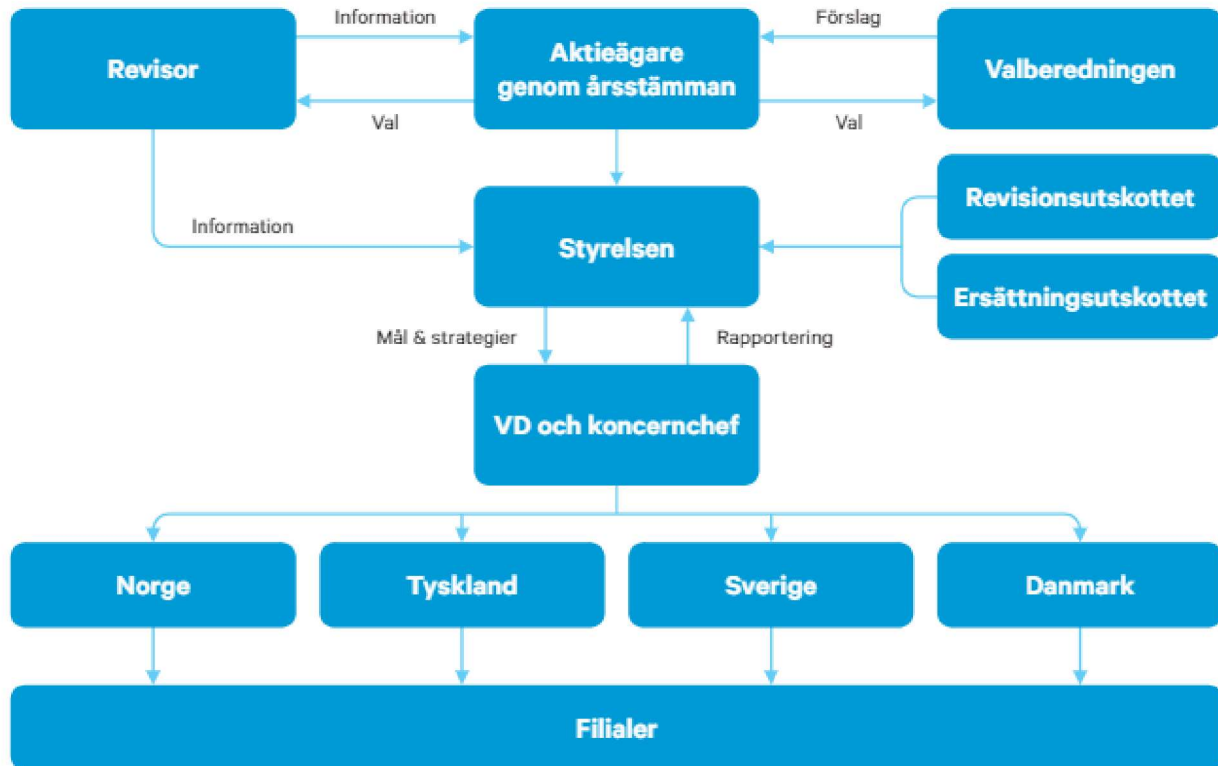 Information
Förslag
Revisor
Aktieägare
genom årsstämman
Valberedningen
Val
Val
Revisionsutskottet
Information
Styrelsen
Ersättningsutskottet
Mål & strategier
Rapportering
VD och koncernchef
Norge
Tyskland
Sverige
Danmark
Filialer